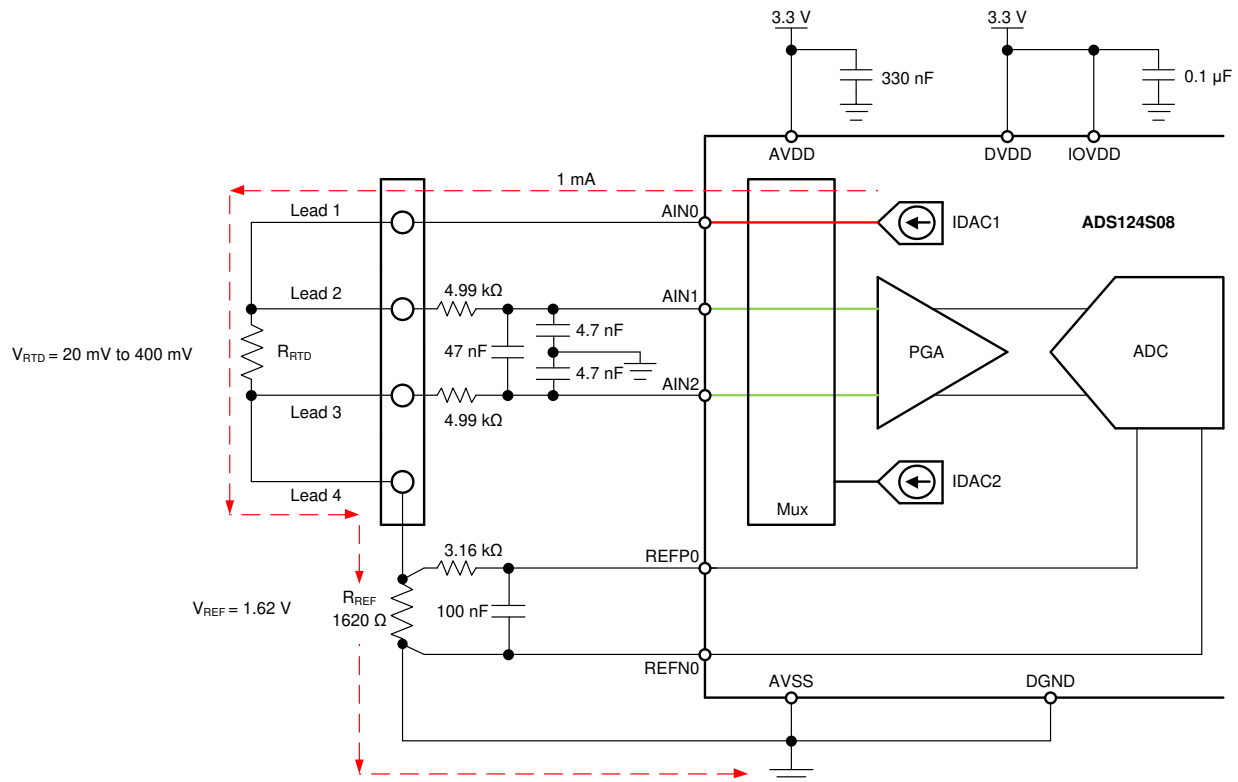 3.3 V
3.3 V
330 nF
0.1 µF
AVDD
DVDD
IOVDD
1 mA
Lead 1
AIN0
IDAC1
ADS124S08
Lead 2
4.99 kΩ
AIN1
4.7 nF
VRTD = 20 mV to 400 mV
RRTD
47 nF
PGA
ADC
4.7 nF
AIN2
Lead 3
4.99 kΩ
IDAC2
Lead 4
Mux
3.16 kΩ
REFP0
VREF = 1.62 V
RREF
1620 Ω
100 nF
REFN0
AVSS
DGND